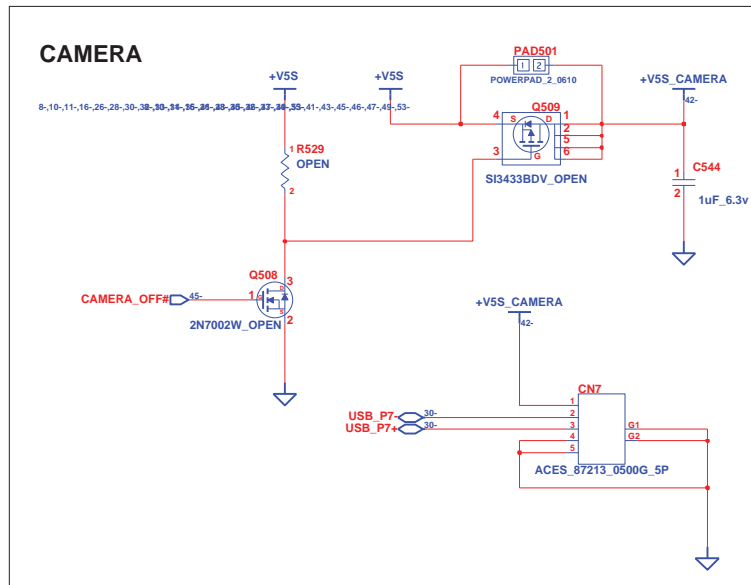 CAMERA
+V5S
+V5S
PAD501
1 2
POWERPAD_2_0610
+V5S_CAMERA
42-
Q509
4 S D 1
2
5
3 G 6
SI3433BDV_OPEN
1 R529
OPEN
2
C544
1
2
1uF_6.3v
Q508
3
CAMERA_OFF# 45- 1 G D
S
2
2N7002W_OPEN
+V5S_CAMERA
42-
CN7
1
USB_P7- 30- 2
USB_P7+ 30- 3 G1
4 G2
5
ACES_87213_0500G_5P